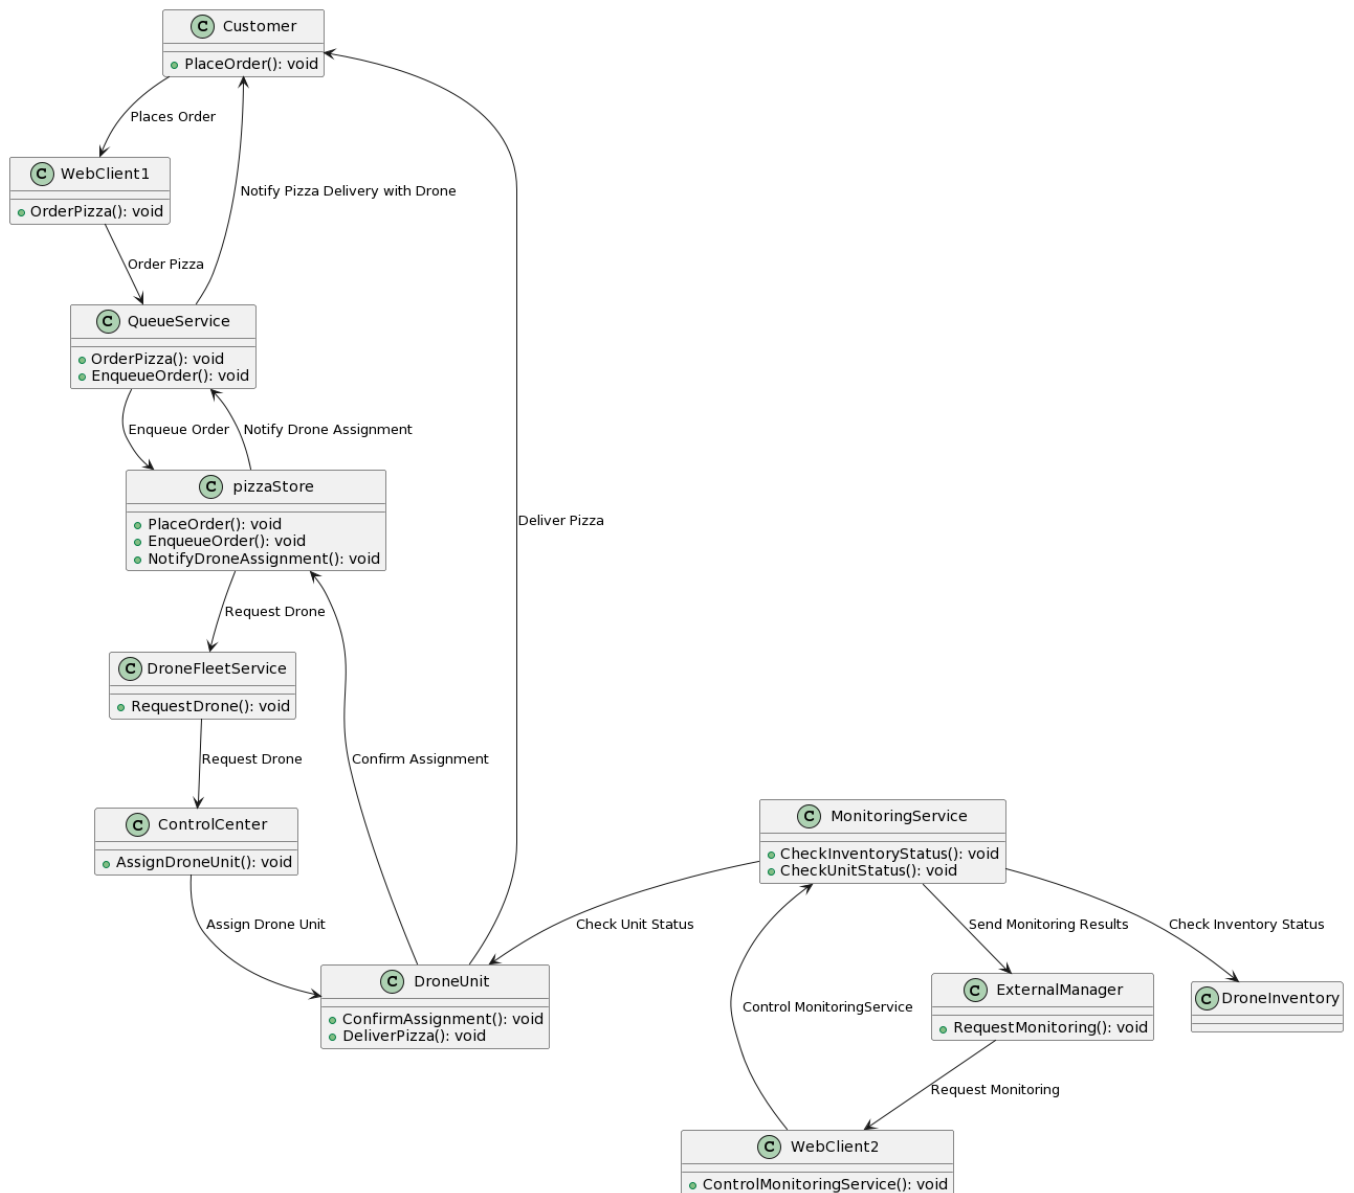 C Customer
PlaceOrder(): void
Places Order
C WebClient1
OrderPizza(): void
Notify Pizza Delivery with Drone
Order Pizza
C QueueService
OrderPizza(): void
EnqueueOrder(): void
Enqueue Order
Notify Drone Assignment
C pizzaStore
PlaceOrder(): void
EnqueueOrder(): void
NotifyDroneAssignment(): void
Deliver Pizza
Request Drone
C DroneFleetService
RequestDrone(): void
Request Drone
Confirm Assignment
C ControlCenter
AssignDroneUnit(): void
C MonitoringService
CheckInventoryStatus(): void
CheckUnitStatus(): void
Assign Drone Unit
Check Unit Status
Send Monitoring Results
Check Inventory Status
C DroneUnit
ConfirmAssignment(): void
DeliverPizza(): void
Control MonitoringService
C ExternalManager
RequestMonitoring(): void
C DroneInventory
Request Monitoring
C WebClient2
ControlMonitoringService(): void